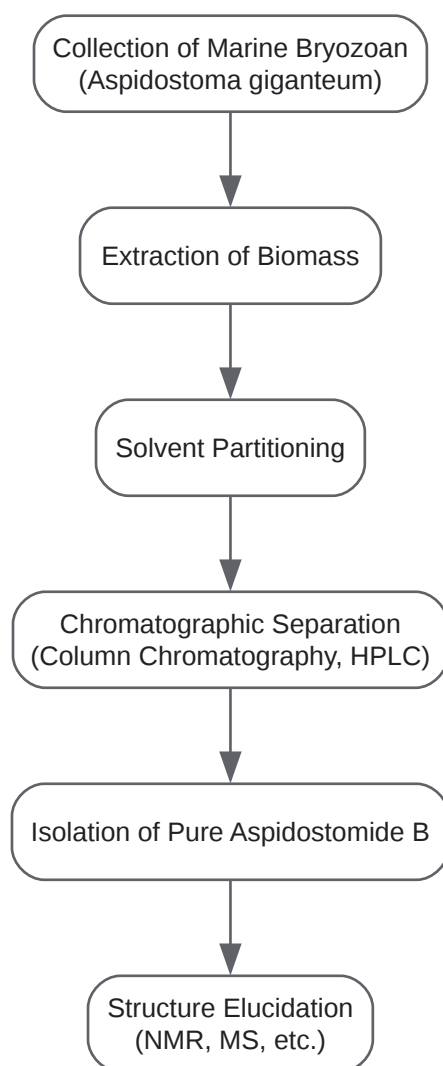 Collection of Marine Bryozoan
(Aspidostoma giganteum)
Extraction of Biomass
Solvent Partitioning
Chromatographic Separation
(Column Chromatography, HPLC)
Isolation of Pure Aspidostomide B
Structure Elucidation
(NMR, MS, etc.)